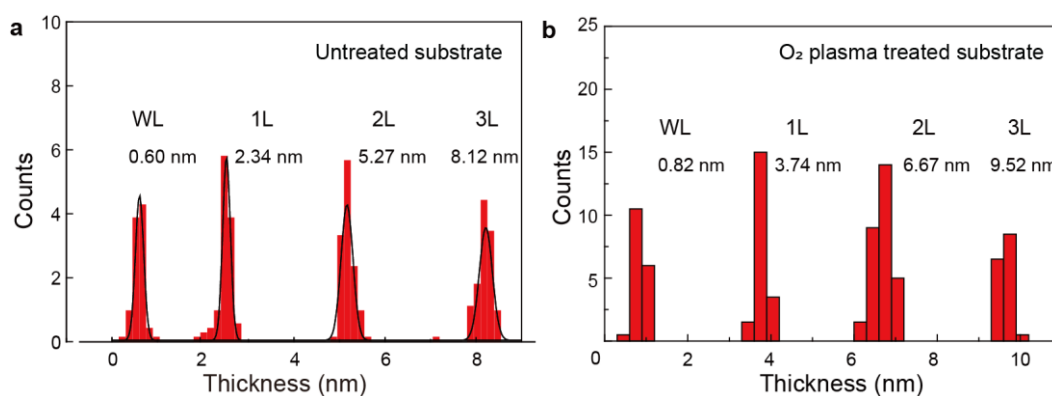 a
Untreated substrate
WL 1L 2L 3L
0.60 nm 2.34 nm 5.27 nm 8.12 nm
Counts
10
8
6
4
2
0
0 2 4 6 8
Thickness (nm)
b
O₂ plasma treated substrate
WL 1L 2L 3L
0.82 nm 3.74 nm 6.67 nm 9.52 nm
Counts
25
20
15
10
5
0 2 4 6 8 10
Thickness (nm)